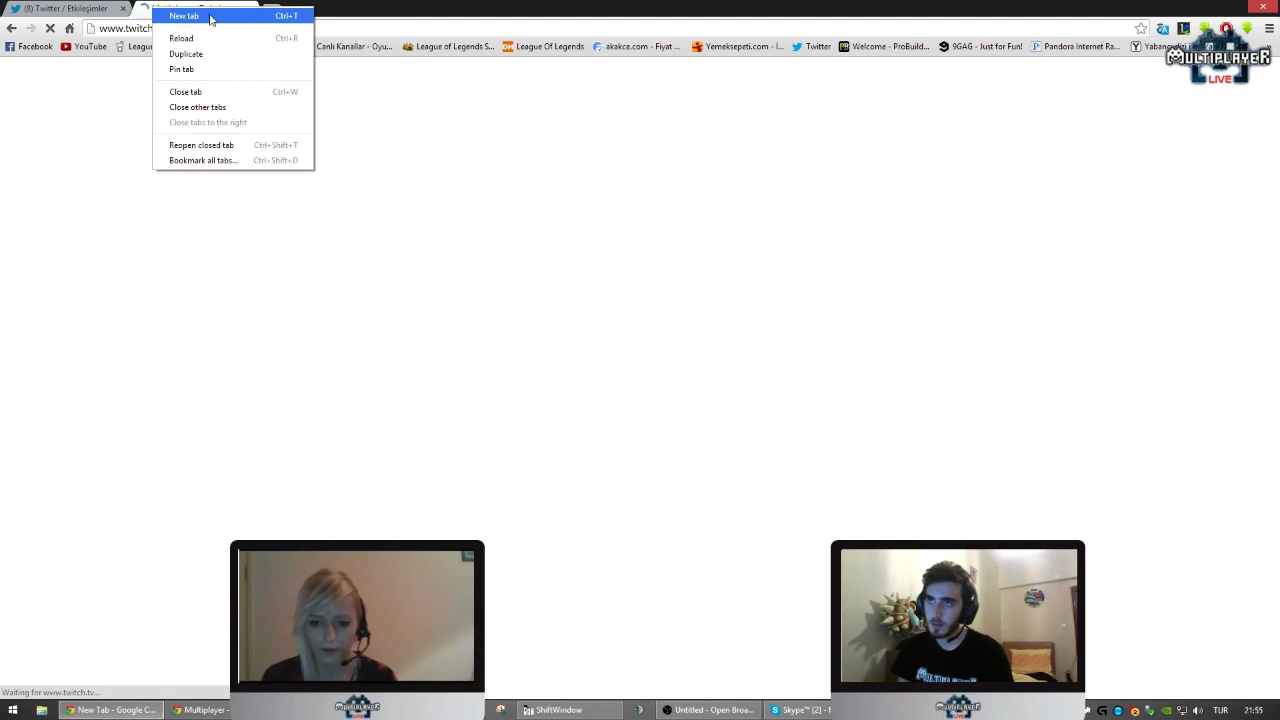 (8) Twitter / Etkileşimler
www.twitch
Facebook
YouTube
Canlı Kanallar - Oyu...
League of Legends S...
League Of Legends
akakce.com - Fiyat ...
Yemeksepeti.com - İ...
Twitter
Welcome - ProBuild...
9GAG - Just for Fun!
Pandora Internet Ra...
MULTIPLAYER
LIVE
New tab Ctrl+T
Reload Ctrl+R
Duplicate
Pin tab
Close tab Ctrl+W
Close other tabs
Close tabs to the right
Reopen closed tab Ctrl+Shift+T
Bookmark all tabs... Ctrl+Shift+D
Waiting for www.twitch.tv...
MULTIPLAYER
LIVE
MULTIPLAYER
LIVE
New Tab - Google C...
Multiplayer
ShiftWindow
Untitled - Open Broa...
Skype™ [2] -
TUR
21:55